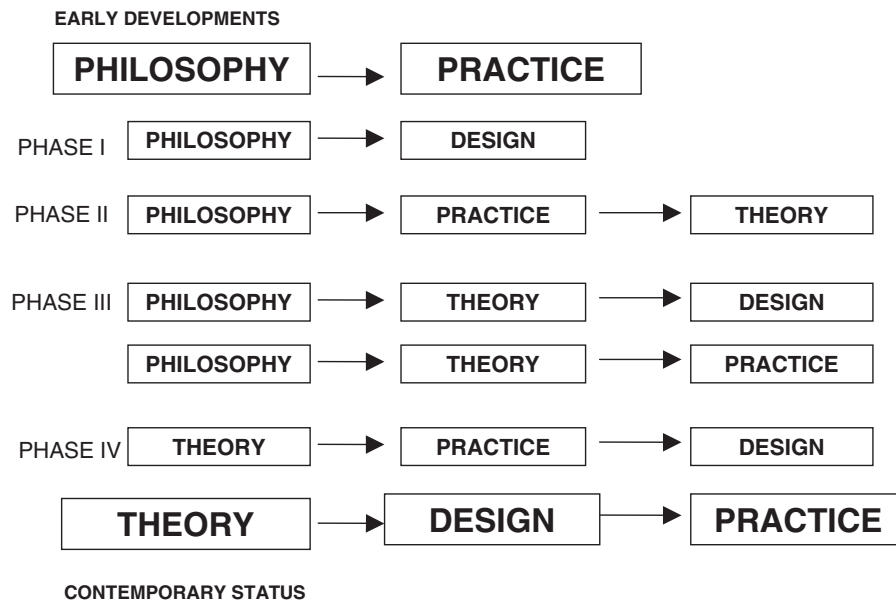 EARLY DEVELOPMENTS
PHILOSOPHY PRACTICE
PHASE I PHILOSOPHY DESIGN
PHASE II PHILOSOPHY PRACTICE THEORY
PHASE III PHILOSOPHY THEORY DESIGN
PHILOSOPHY THEORY PRACTICE
PHASE IV THEORY PRACTICE DESIGN
THEORY DESIGN PRACTICE
CONTEMPORARY STATUS